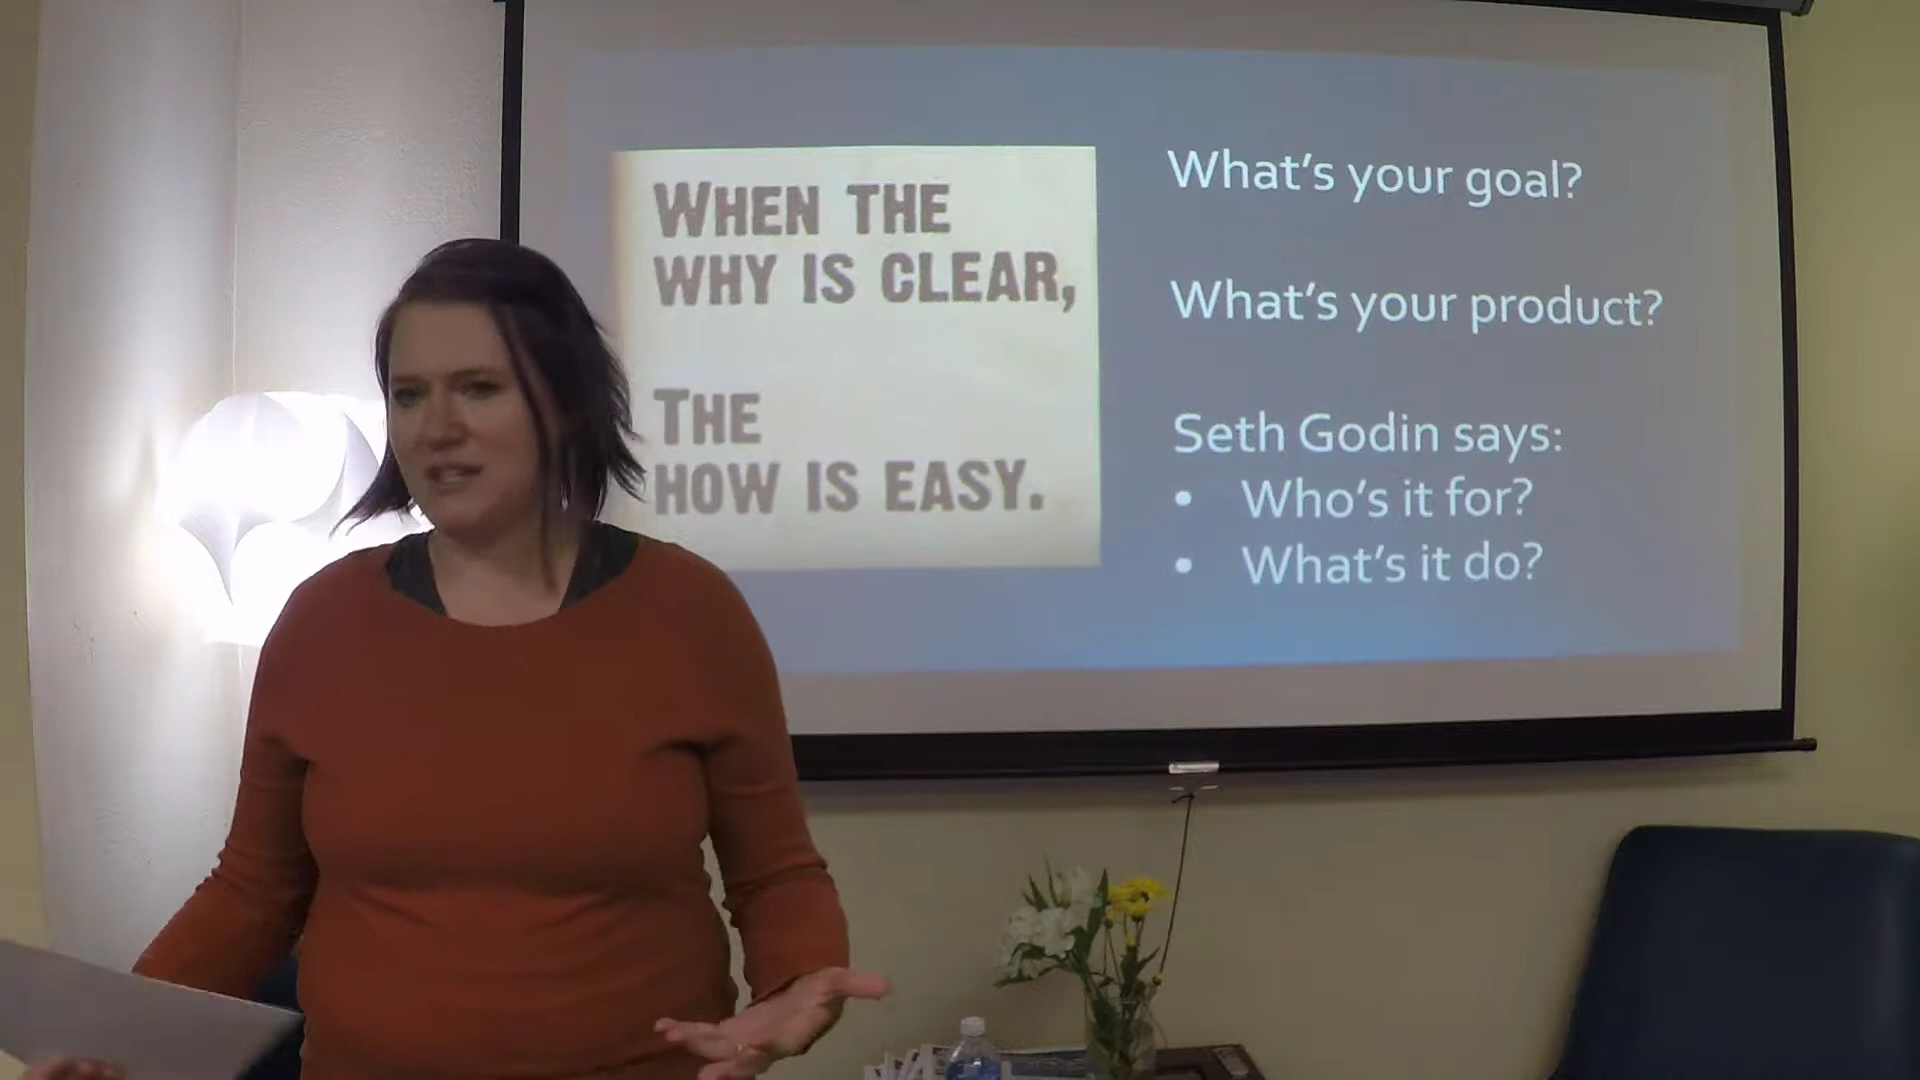 WHEN THE
WHY IS CLEAR,
THE
HOW IS EASY.
What's your goal?
What's your product?
Seth Godin says:
• Who's it for?
• What's it do?